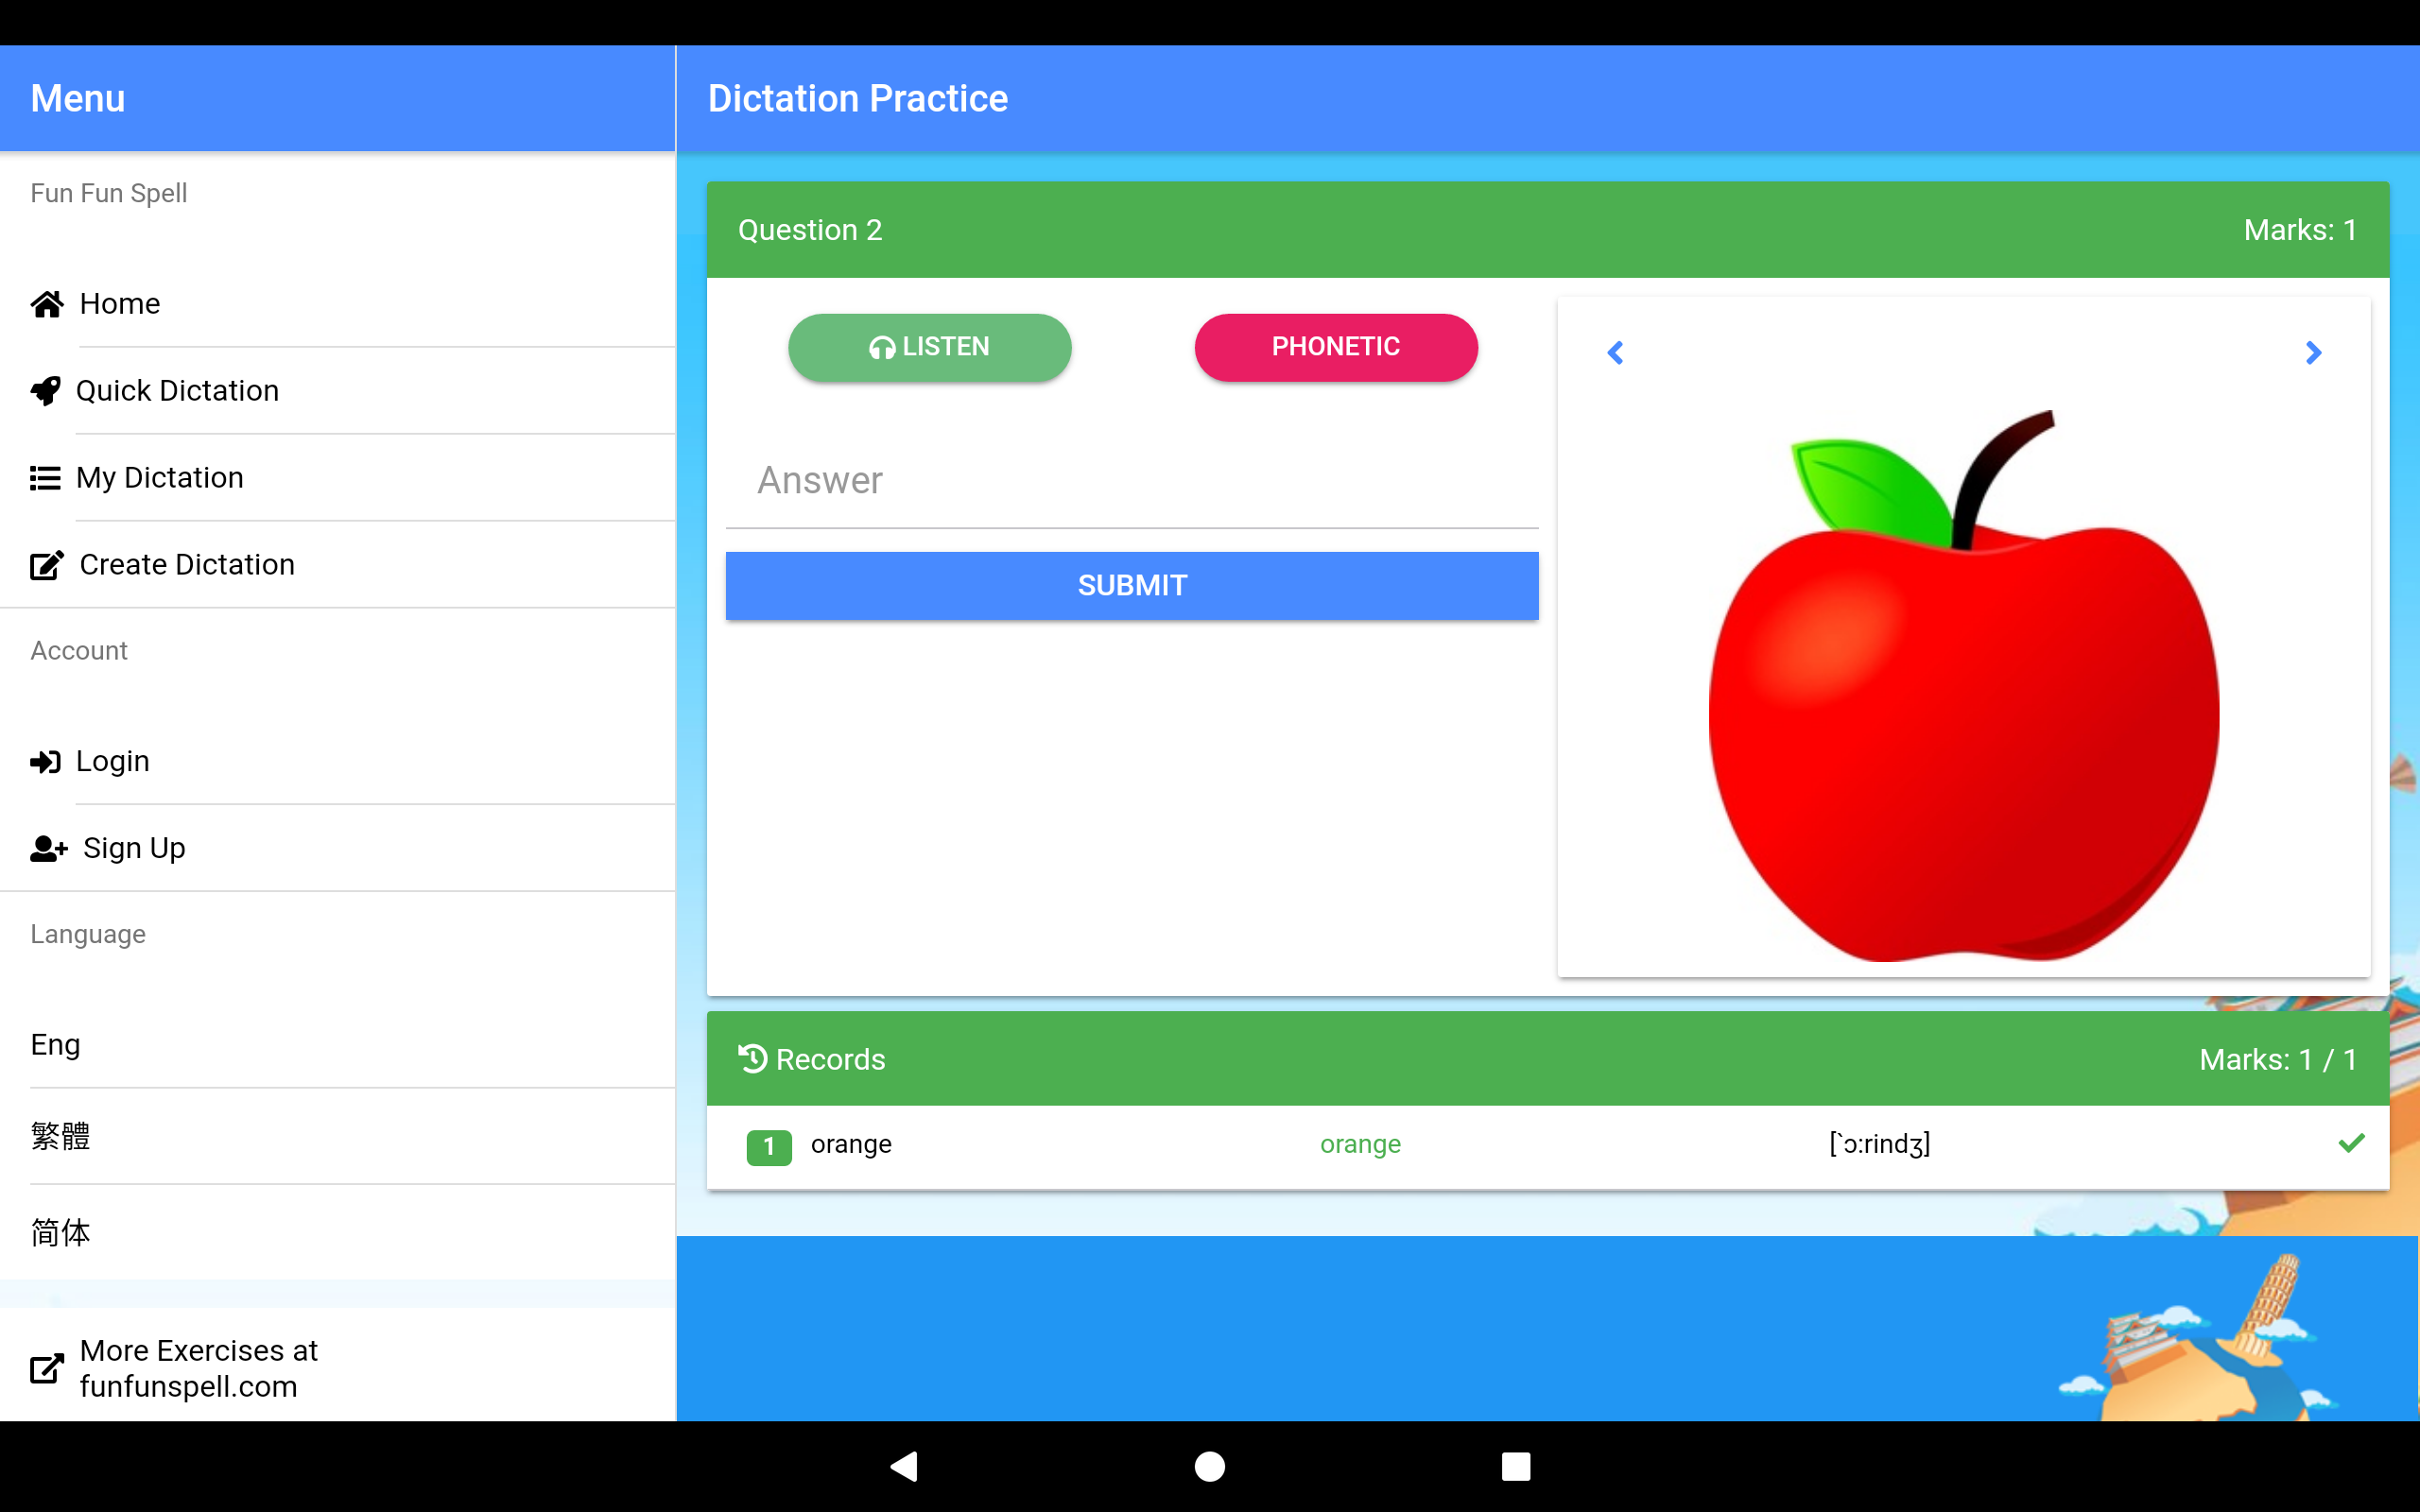 Menu
Fun Fun Spell
Home
Quick Dictation
My Dictation
Create Dictation
Account
Login
Sign Up
Language
Eng
繁體
简体
More Exercises at
funfunspell.com
Dictation Practice
Question 2
Marks: 1
LISTEN
PHONETIC
Answer
SUBMIT
Records
Marks: 1 / 1
1 orange orange [`ɔ:rindʒ]